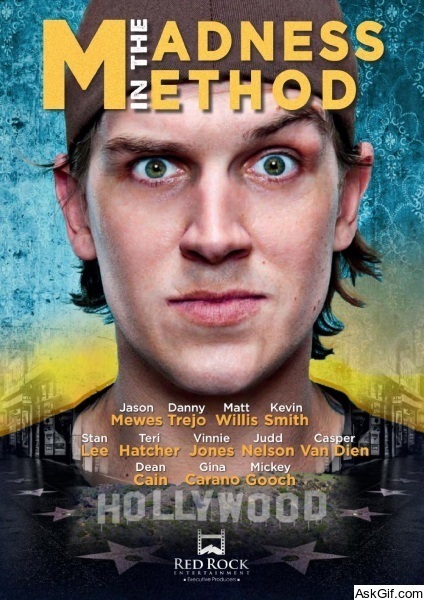 MADNESS
IN THE
METHOD
Jason Danny Matt Kevin
Mewes Trejo Willis Smith
Stan Teri Vinnie Judd Casper
Lee Hatcher Jones Nelson Van Dien
Dean Gina Mickey
Cain Carano Gooch
HOLLYWOOD
RED ROCK
ENTERTAINMENT
Executive Producers
AskGif.com